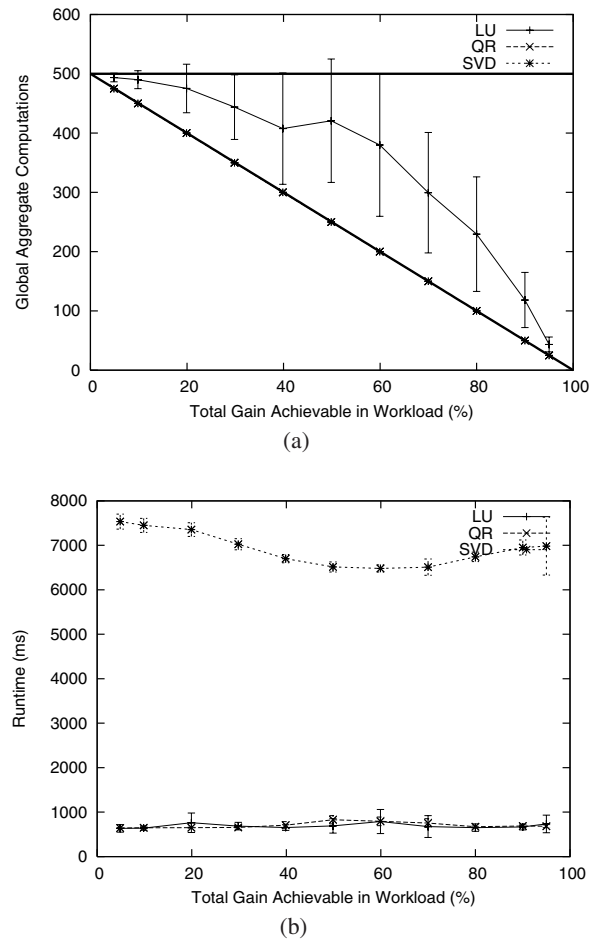 600
500
400
300
200
100
0
Global Aggregate Computations
LU
QR
SVD
0 20 40 60 80 100
Total Gain Achievable in Workload (%)
(a)
8000
7000
6000
5000
4000
3000
2000
1000
0
Runtime (ms)
LU
QR
SVD
0 20 40 60 80 100
Total Gain Achievable in Workload (%)
(b)